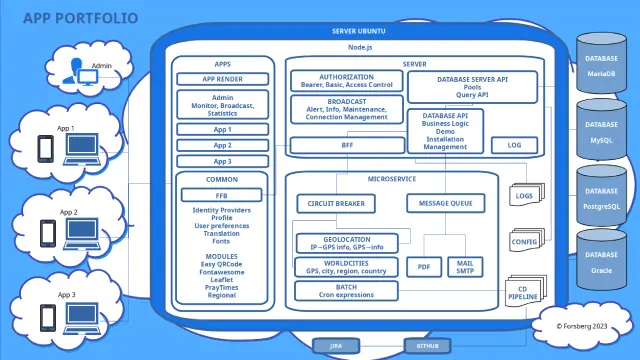 APP PORTFOLIO
SERVER UBUNTU
Node.js
Admin
App 1
App 2
App 3
APPS
APP RENDER
Admin
Monitor, Broadcast,
Statistics
App 1
App 2
App 3
COMMON
FFB
Identity Providers
Profile
User preferences
Translation
Fonts
MODULES
Easy QRCode
Fontawesome
Leaflet
PrayTimes
Regional
SERVER
AUTHORIZATION
Bearer, Basic, Access Control
BROADCAST
Alert, Info, Maintenance,
Connection Management
BFF
DATABASE SERVER API
Pools
Query API
DATABASE API
Business Logic
Demo
Installation
Management
LOG
MICROSERVICE
CIRCUIT BREAKER
MESSAGE QUEUE
GEOLOCATION
IP→GPS info, GPS→info
WORLDCITIES
GPS, city, region, country
BATCH
Cron expressions
PDF
MAIL
SMTP
LOGS
CONFIG
CD
PIPELINE
DATABASE
MariaDB
DATABASE
MySQL
DATABASE
PostgreSQL
DATABASE
Oracle
JIRA
GITHUB
© Forsberg 2023